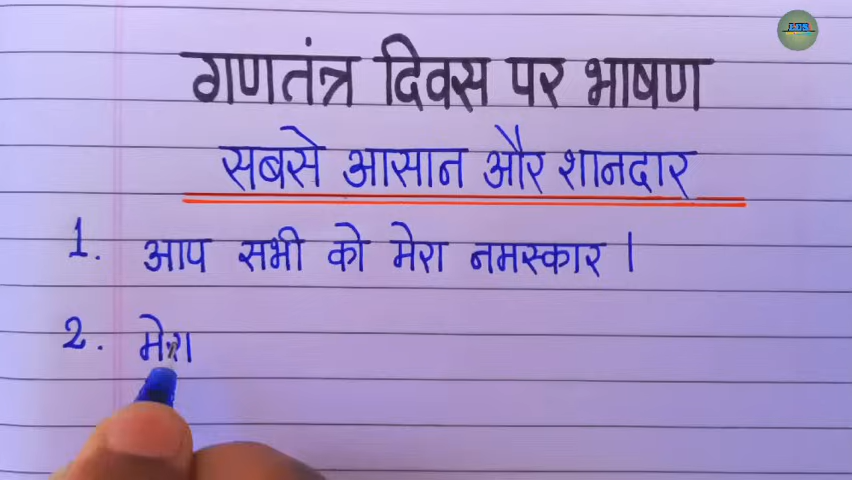 गणतंत्र दिवस पर भाषण
सबसे आसान और शानदार
1. आप सभी को मेरा नमस्कार ।
2. मेरा